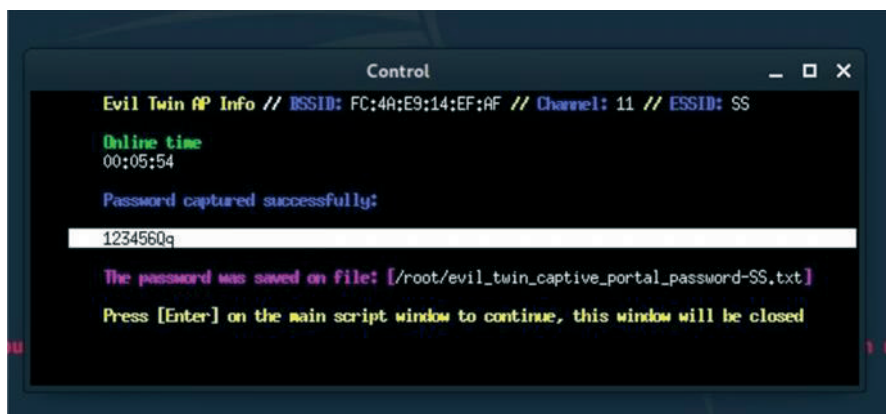 Control
Evil Twin AP Info // BSSID: FC:4A:E9:14:EF:AF // Channel: 11 // ESSID: SS
Online time
00:05:54
Password captured successfully:
123456Qq
The password was saved on file: [/root/evil_twin_captive_portal_password-SS.txt]
Press [Enter] on the main script window to continue, this window will be closed